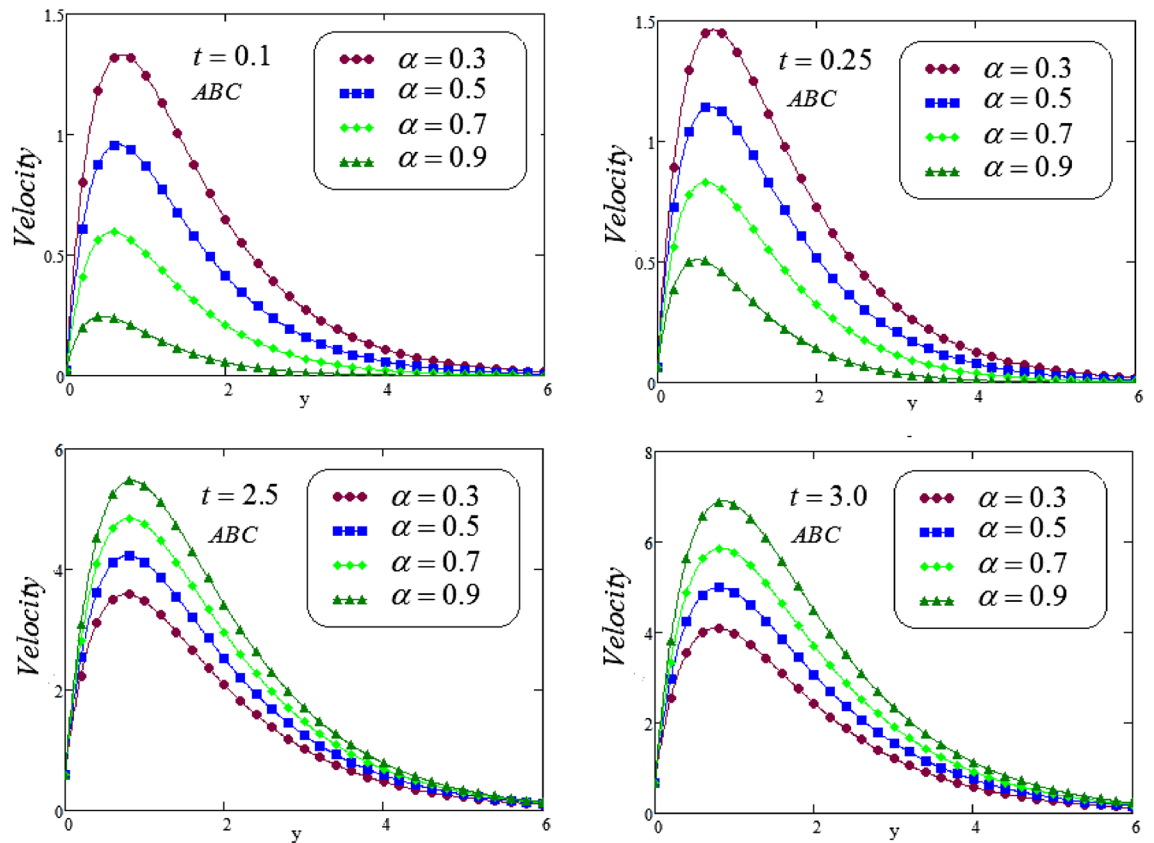 1.5
1
0.5
0
0
2
4
6
Velocity
y
t = 0.1
ABC
α = 0.3
α = 0.5
α = 0.7
α = 0.9
1.5
1
0.5
0
0
2
4
6
Velocity
y
t = 0.25
ABC
α = 0.3
α = 0.5
α = 0.7
α = 0.9
6
4
2
0
0
2
4
6
Velocity
y
t = 2.5
ABC
α = 0.3
α = 0.5
α = 0.7
α = 0.9
8
6
4
2
0
0
2
4
6
Velocity
y
t = 3.0
ABC
α = 0.3
α = 0.5
α = 0.7
α = 0.9